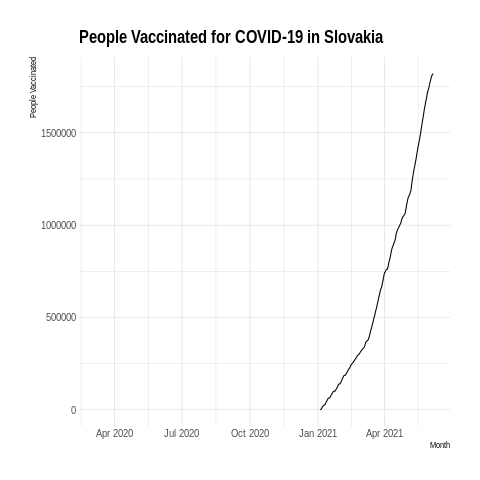 People Vaccinated for COVID-19 in Slovakia
People Vaccinated
1500000
1000000
500000
0
Apr 2020 Jul 2020 Oct 2020 Jan 2021 Apr 2021
Month